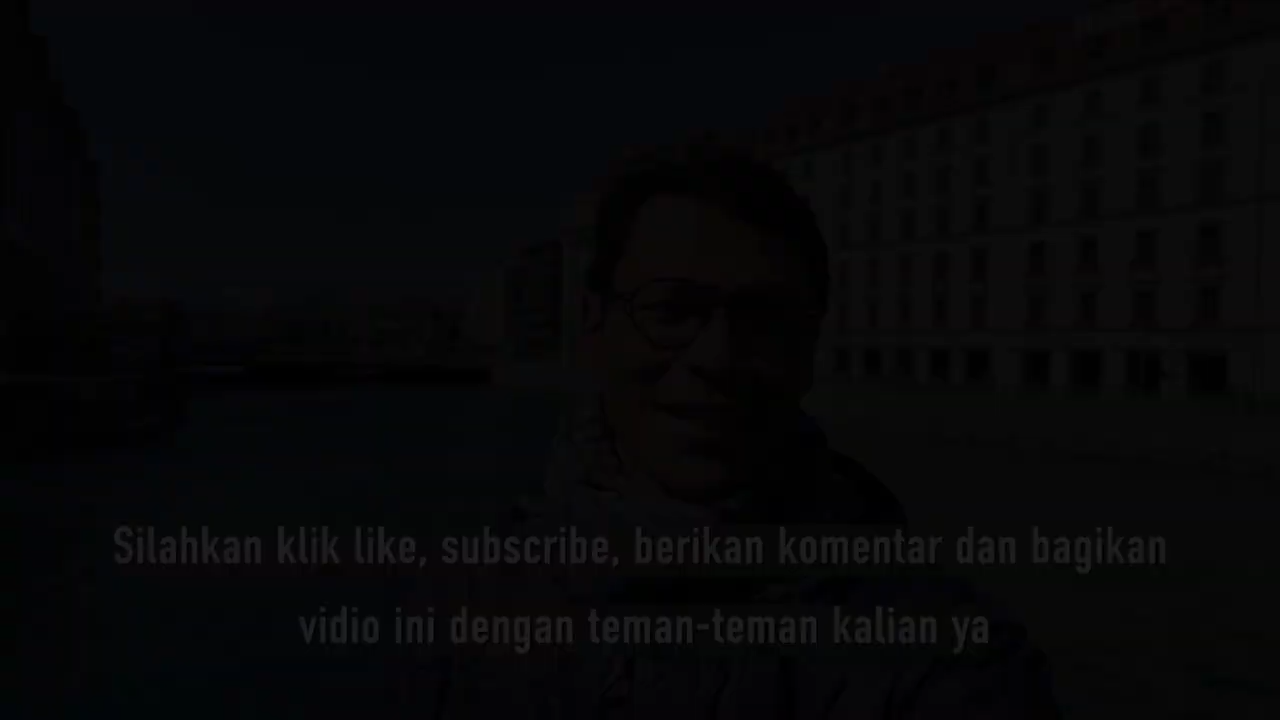 Silahkan klik like, subscribe, berikan komentar dan bagikan
vidio ini dengan teman-teman kalian ya